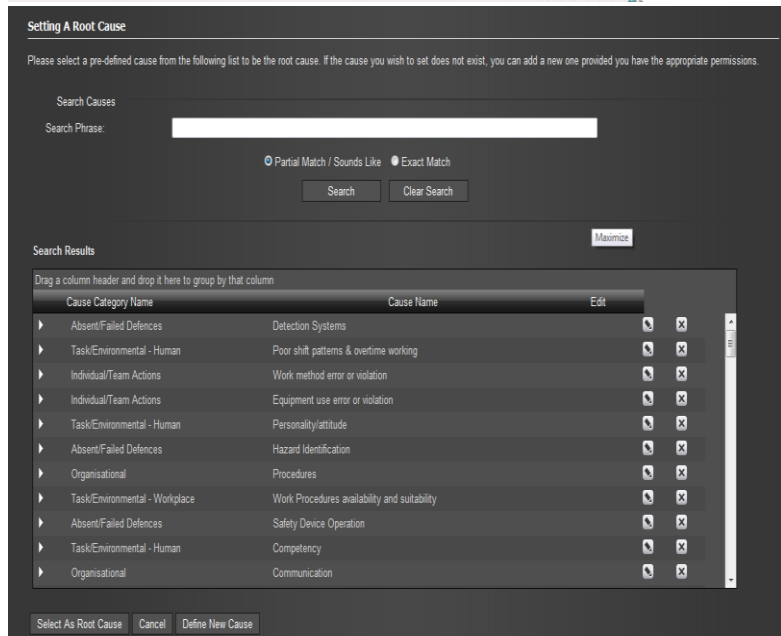 Setting A Root Cause
Please select a pre-defined cause from the following list to be the root cause. If the cause you wish to set does not exist, you can add a new one provided you have the appropriate permissions.
Search Causes
Search Phrase:
Partial Match / Sounds Like Exact Match
Search Clear Search
Maximize
Search Results
Drag a column header and drop it here to group by that column
Cause Category Name Cause Name Edit
Absent/Failed Defences Detection Systems
Task/Environmental - Human Poor shift patterns & overtime working
Individual/Team Actions Work method error or violation
Individual/Team Actions Equipment use error or violation
Task/Environmental - Human Personality/attitude
Absent/Failed Defences Hazard Identification
Organisational Procedures
Task/Environmental - Workplace Work Procedures availability and suitability
Absent/Failed Defences Safety Device Operation
Task/Environmental - Human Competency
Organisational Communication
Select As Root Cause Cancel Define New Cause